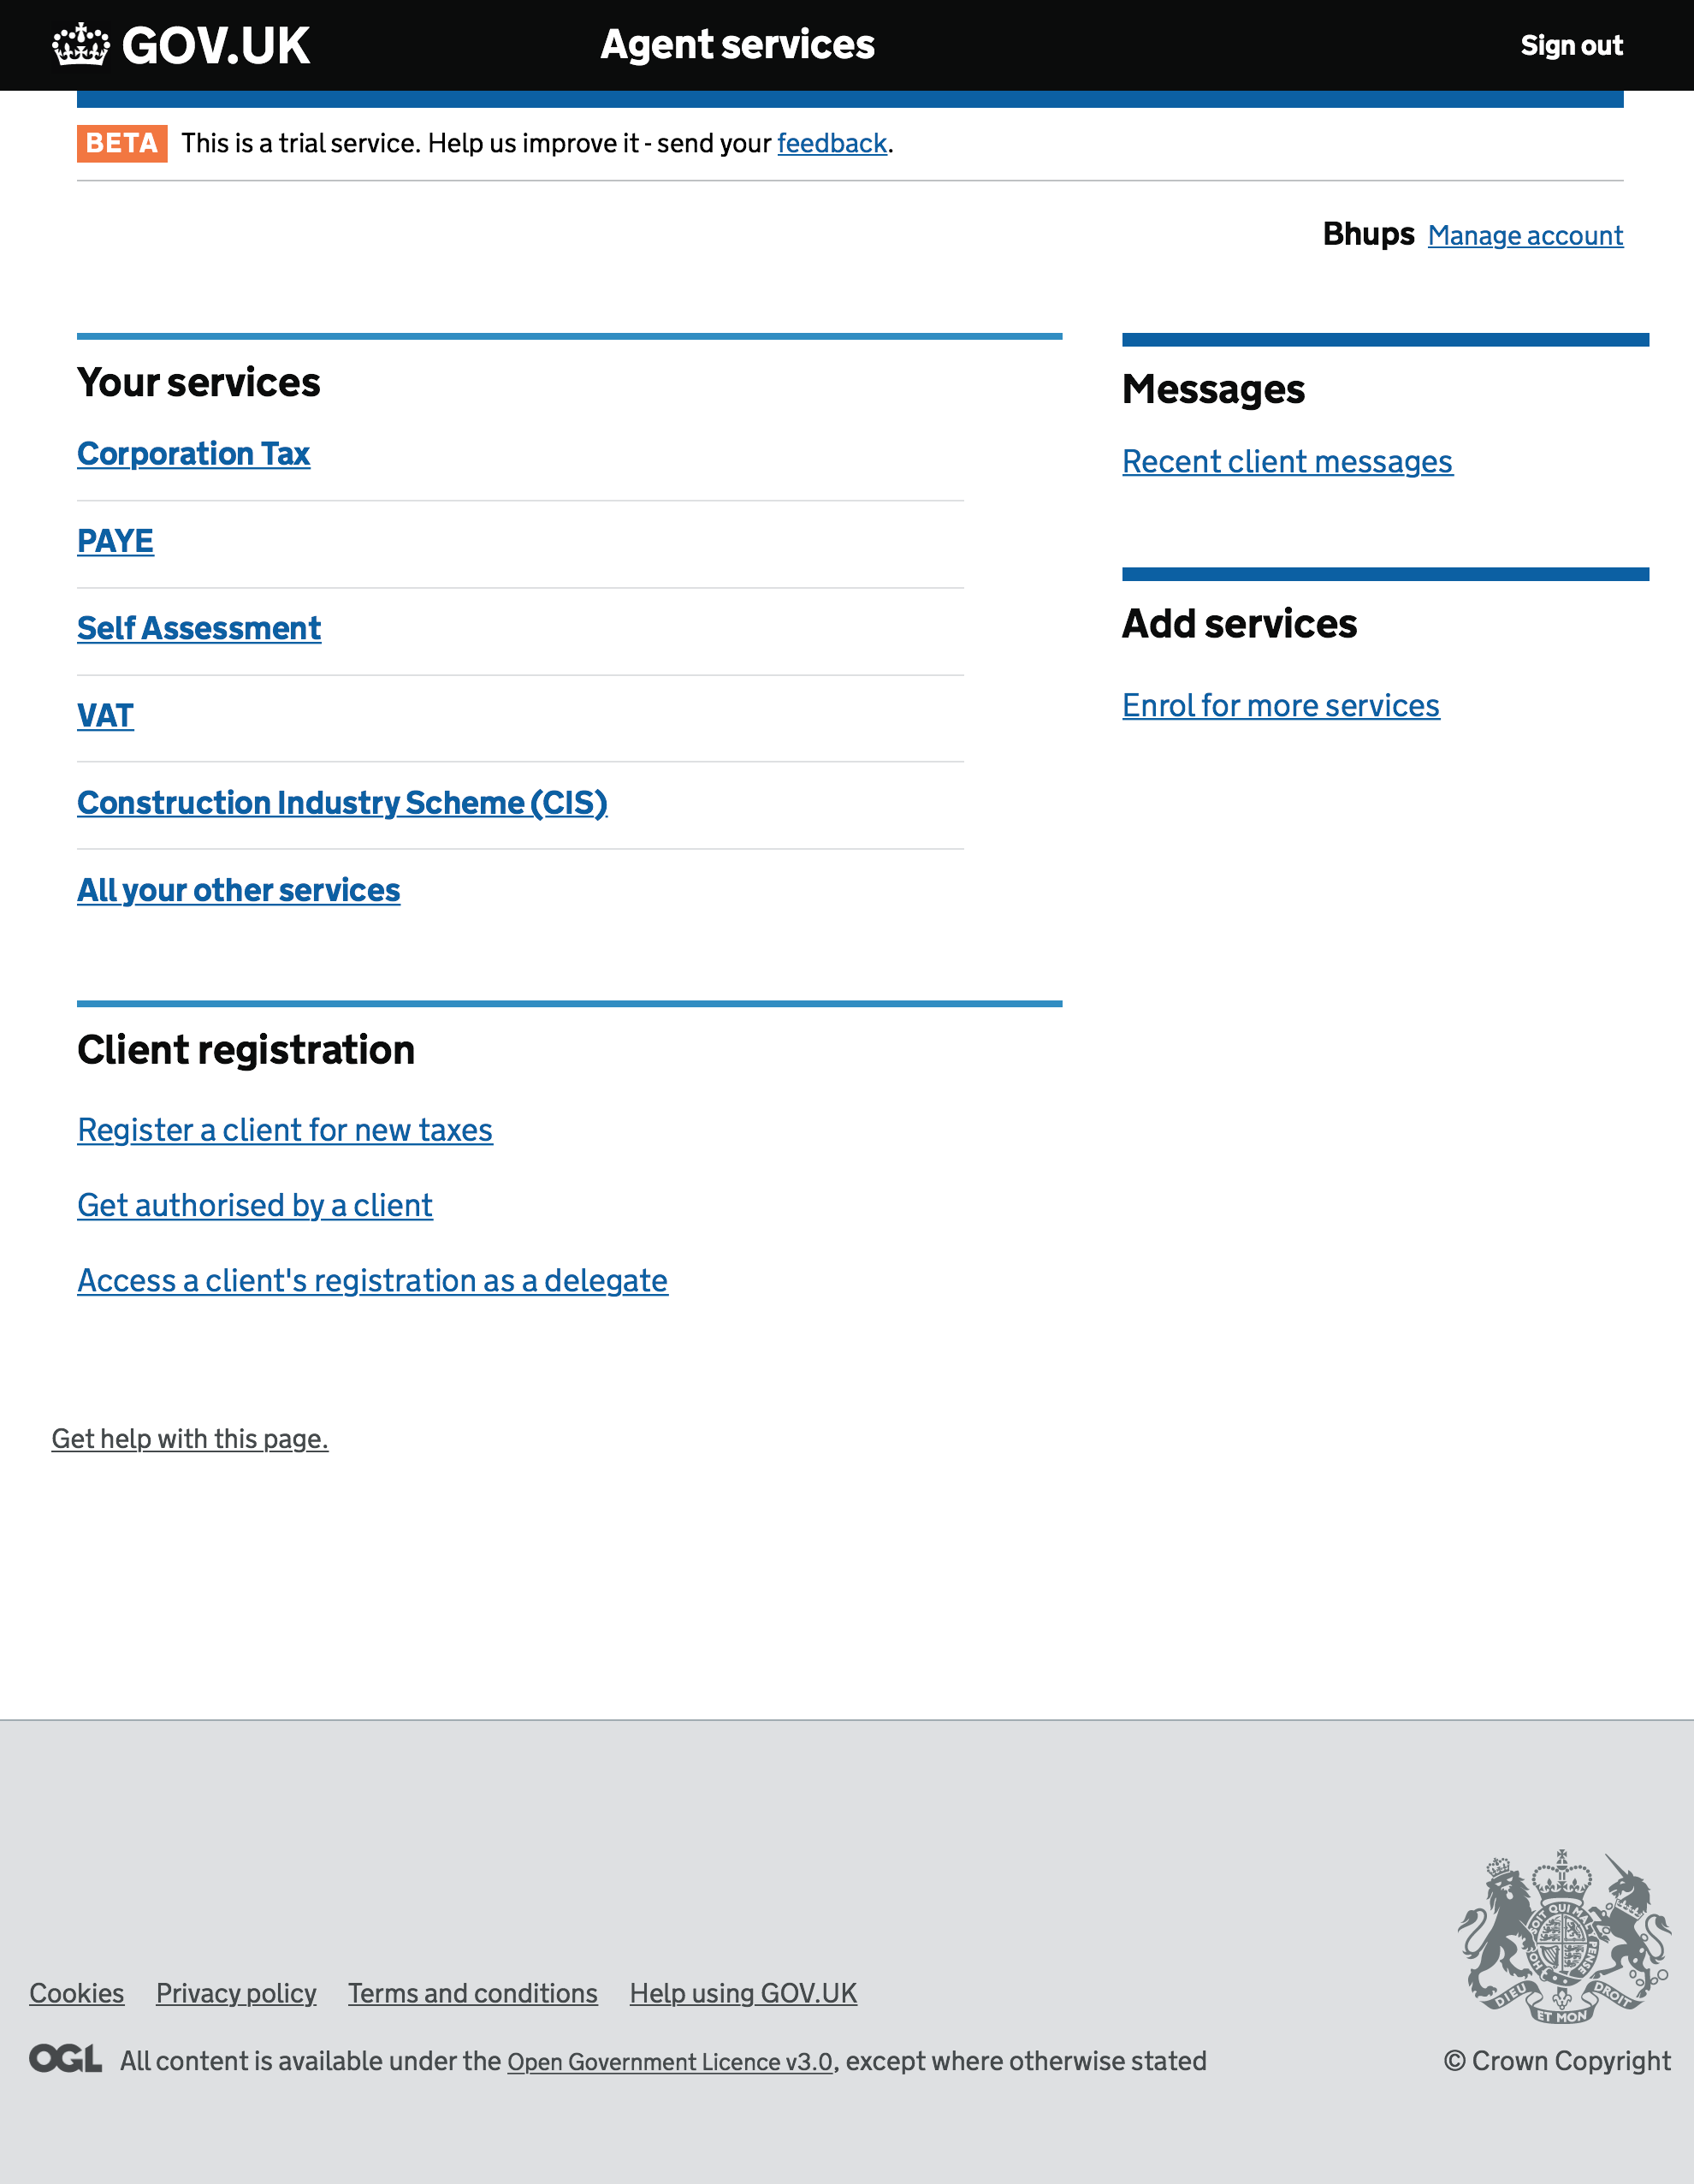 GOV.UK
Agent services
Sign out
BETA This is a trial service. Help us improve it - send your feedback.
Bhups Manage account
Your services
Corporation Tax
PAYE
Self Assessment
VAT
Construction Industry Scheme (CIS)
All your other services
Messages
Recent client messages
Add services
Enrol for more services
Client registration
Register a client for new taxes
Get authorised by a client
Access a client's registration as a delegate
Get help with this page.
Cookies Privacy policy Terms and conditions Help using GOV.UK
OGL All content is available under the Open Government Licence v3.0, except where otherwise stated
HONI SOIT QUI MAL Y PENSE
DIEU ET MON DROIT
© Crown Copyright